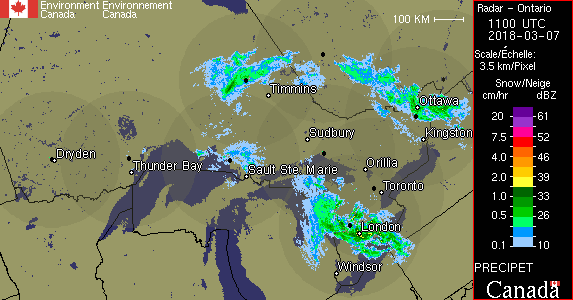 Environment Environnement
Canada Canada
100 KM
Timmins
Ottawa
Sudbury
Kingston
Dryden
Thunder Bay
Sault Ste. Marie
Orillia
Toronto
London
Windsor
Radar - Ontario
1100 UTC
2018-03-07
Scale/Échelle:
3.5 km/Pixel
Snow/Neige
cm/hr dBZ
20 61
7.5 52
4.0 46
2.0 39
1.0 33
0.5 26
0.1 10
PRECIPET
Canada